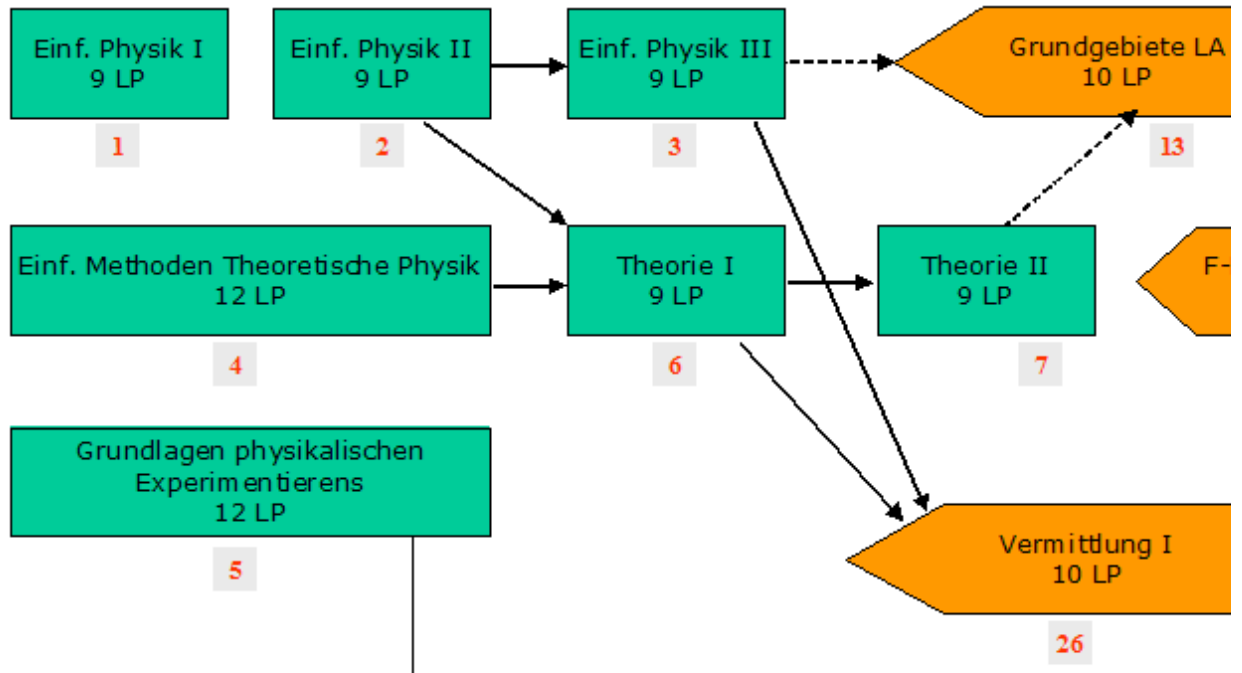 Einf. Physik I
9 LP
1
Einf. Physik II
9 LP
2
Einf. Physik III
9 LP
3
Grundgebiete LA
10 LP
13
Einf. Methoden Theoretische Physik
12 LP
4
Theorie I
9 LP
6
Theorie II
9 LP
7
F-
Grundlagen physikalischen
Experimentierens
12 LP
5
Vermittlung I
10 LP
26